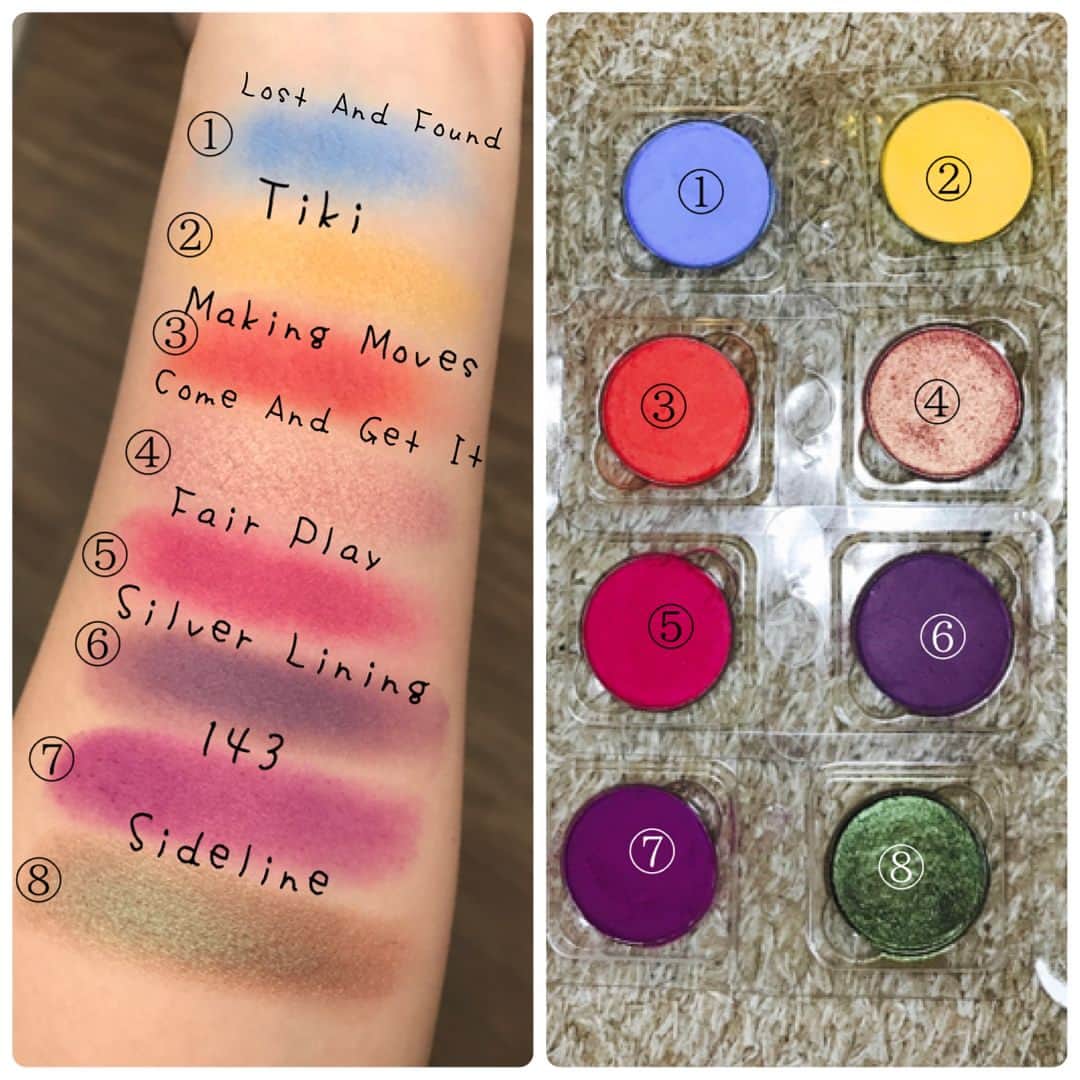 Lost And Found
①
Tiki
②
Making Moves
③
Come And Get It
④
Fair Play
⑤
Silver Lining
⑥
143
⑦
Sideline
⑧
①
②
③
④
⑤
⑥
⑦
⑧